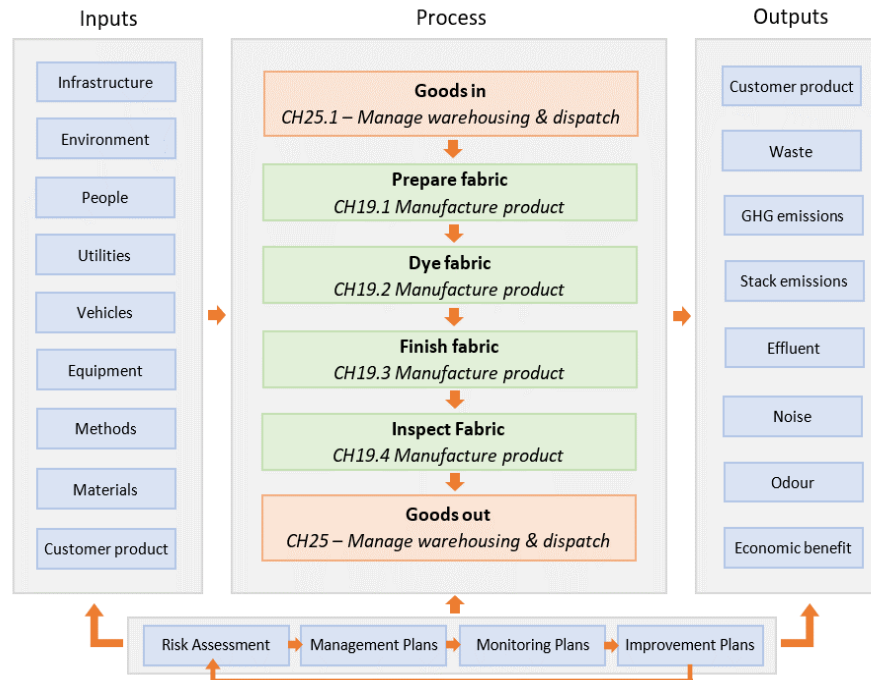 Inputs
Process
Outputs
Infrastructure
Environment
People
Utilities
Vehicles
Equipment
Methods
Materials
Customer product
Goods in
CH25.1 – Manage warehousing & dispatch
Prepare fabric
CH19.1 Manufacture product
Dye fabric
CH19.2 Manufacture product
Finish fabric
CH19.3 Manufacture product
Inspect Fabric
CH19.4 Manufacture product
Goods out
CH25 – Manage warehousing & dispatch
Customer product
Waste
GHG emissions
Stack emissions
Effluent
Noise
Odour
Economic benefit
Risk Assessment
Management Plans
Monitoring Plans
Improvement Plans